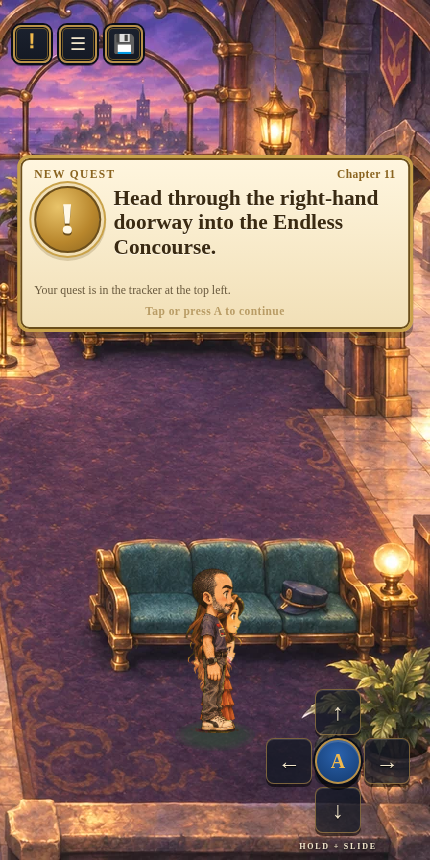 !
NEW QUEST
Chapter 11
!
Head through the right-hand
doorway into the Endless
Concourse.
Your quest is in the tracker at the top left.
Tap or press A to continue
↑
← A →
↓
HOLD + SLIDE